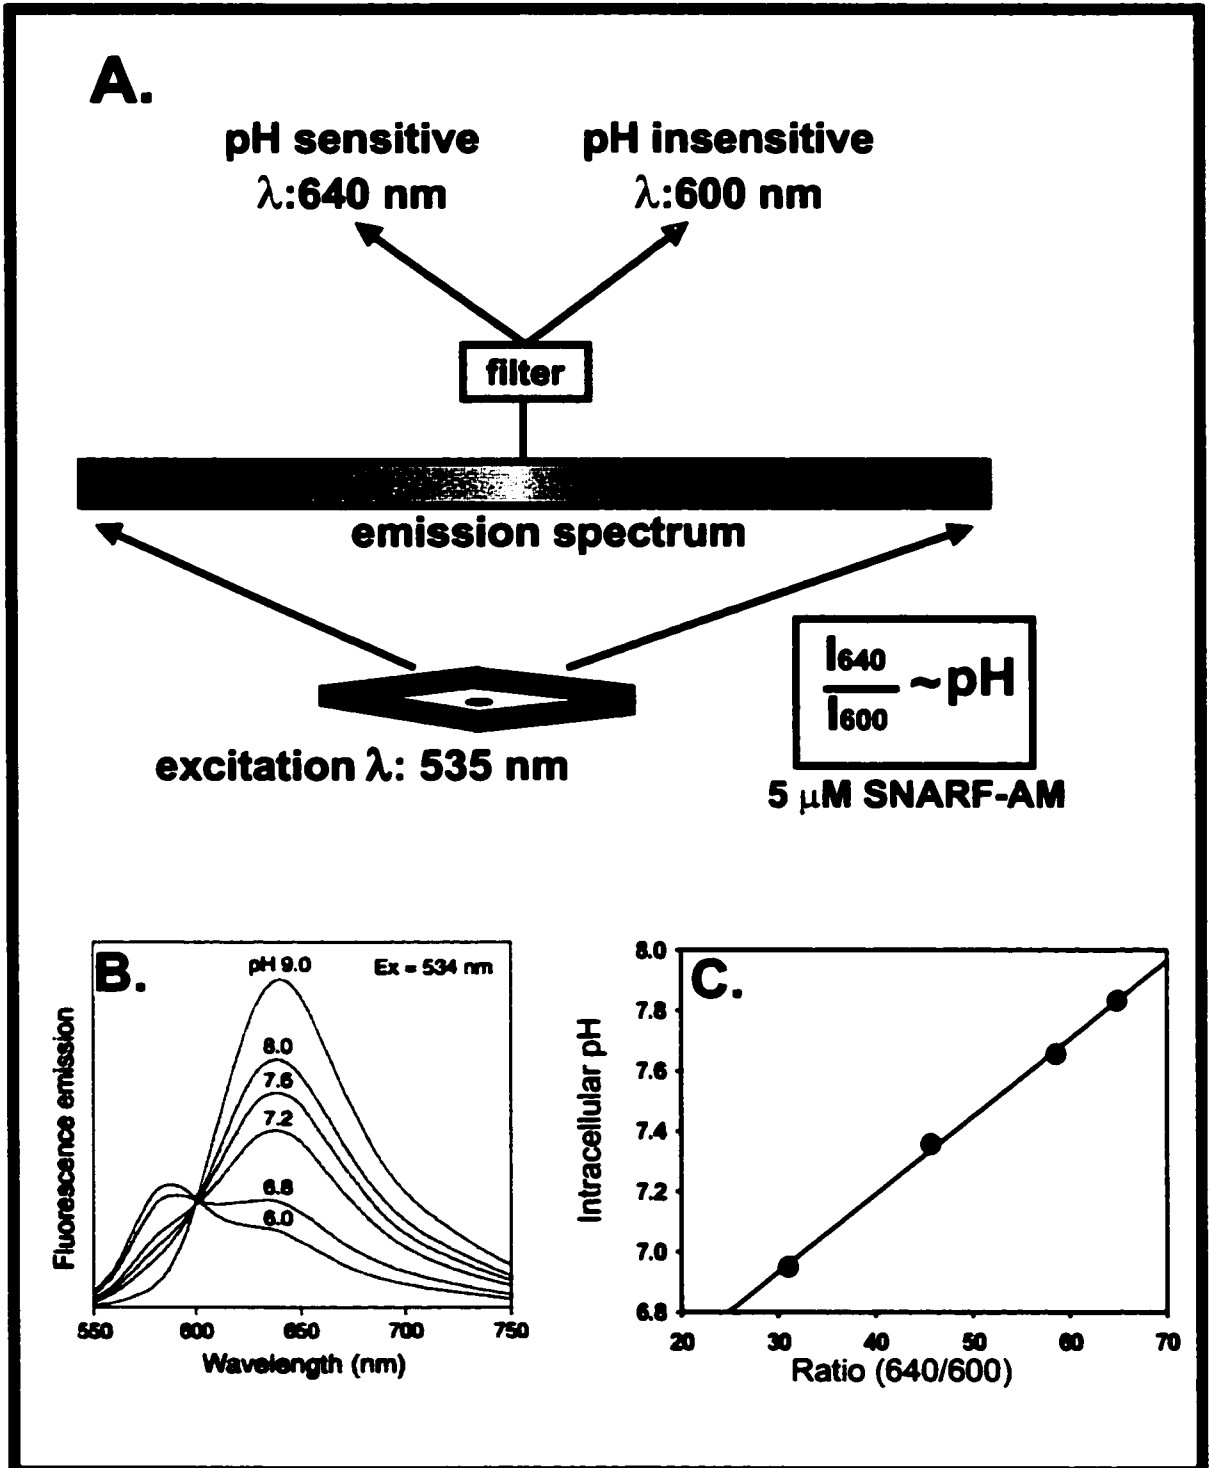 A.
pH sensitive
λ:640 nm
pH insensitive
λ:600 nm
filter
emission spectrum
excitation λ: 535 nm
I640
I600
~pH
5 μM SNARF-AM
B.
pH 9.0
Ex = 534 nm
8.0
7.6
7.2
6.8
6.0
Fluorescence emission
550 600 650 700 750
Wavelength (nm)
C.
8.0
7.8
7.6
7.4
7.2
7.0
6.8
Intracellular pH
20 30 40 50 60 70
Ratio (640/600)